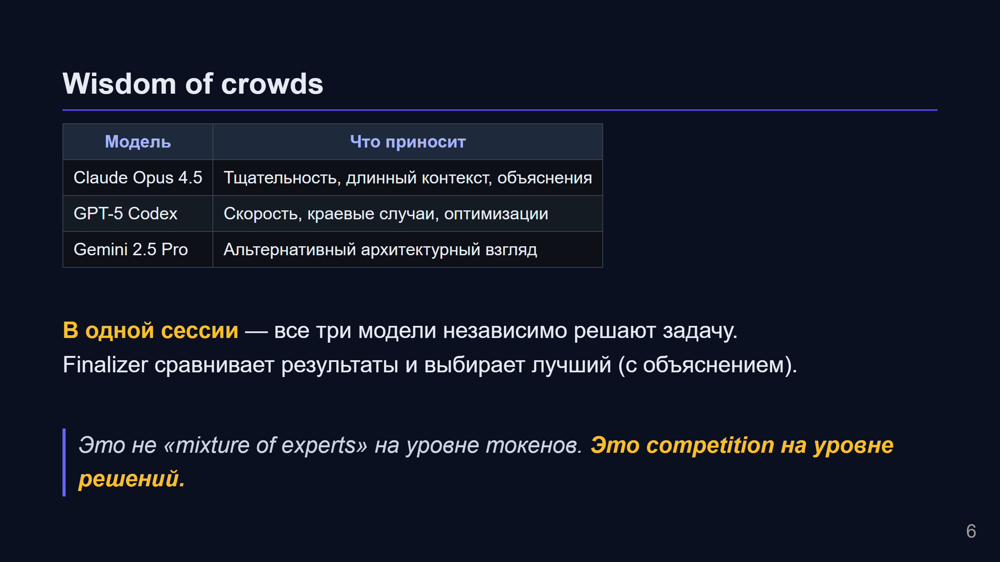 Wisdom of crowds
Модель Что приносит
Claude Opus 4.5 Тщательность, длинный контекст, объяснения
GPT-5 Codex Скорость, краевые случаи, оптимизации
Gemini 2.5 Pro Альтернативный архитектурный взгляд
В одной сессии — все три модели независимо решают задачу.
Finalizer сравнивает результаты и выбирает лучший (с объяснением).
Это не «mixture of experts» на уровне токенов. Это competition на уровне
решений.
6